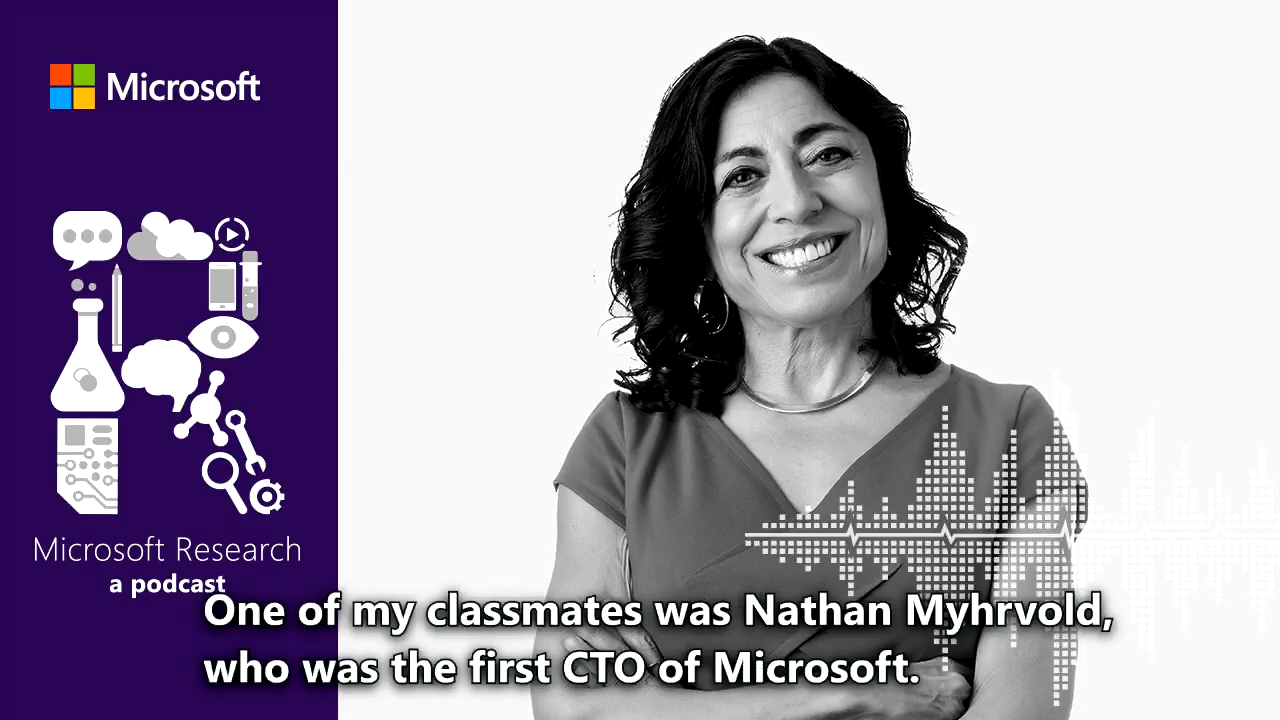 Microsoft
Microsoft Research
a podcast
One of my classmates was Nathan Myhrvold,
who was the first CTO of Microsoft.